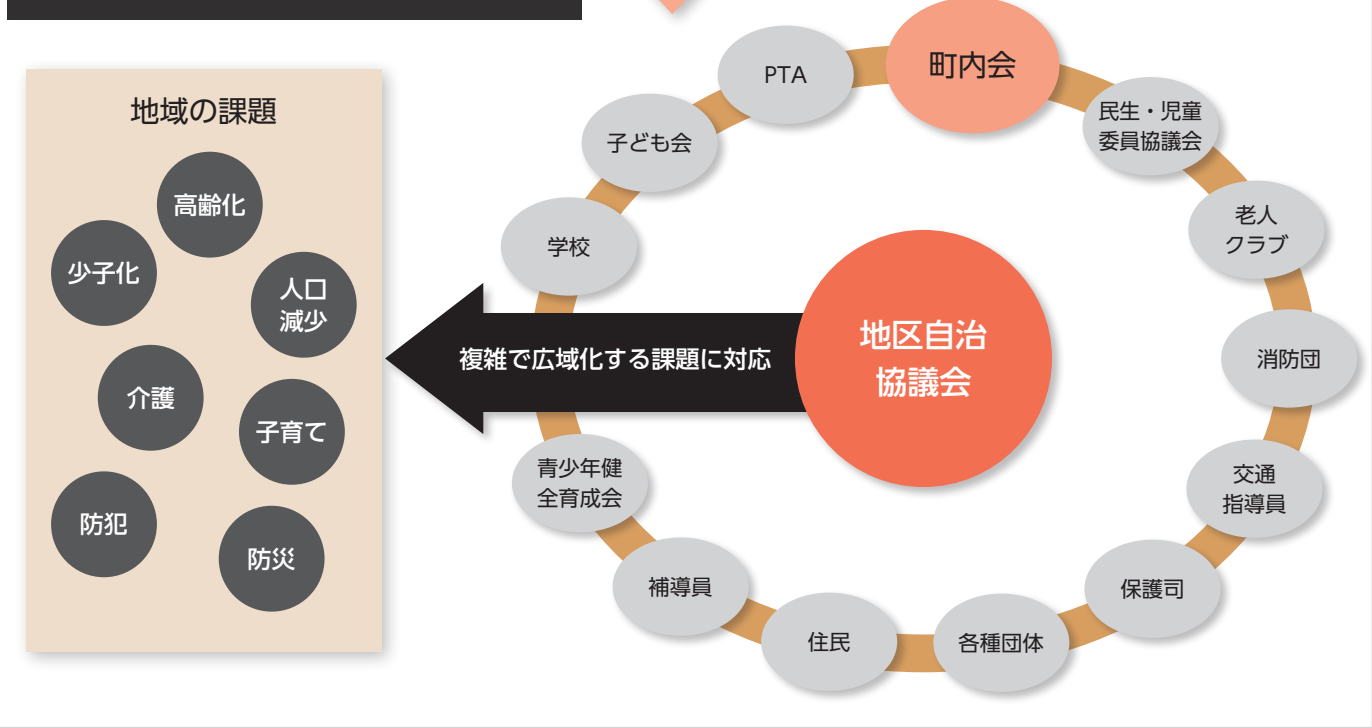 地域の課題
高齢化
少子化
人口
減少
介護
子育て
防犯
防災
複雑で広域化する課題に対応
地区自治
協議会
町内会
民生・児童
委員協議会
老人
クラブ
消防団
交通
指導員
保護司
各種団体
住民
補導員
青少年健
全育成会
学校
子ども会
PTA